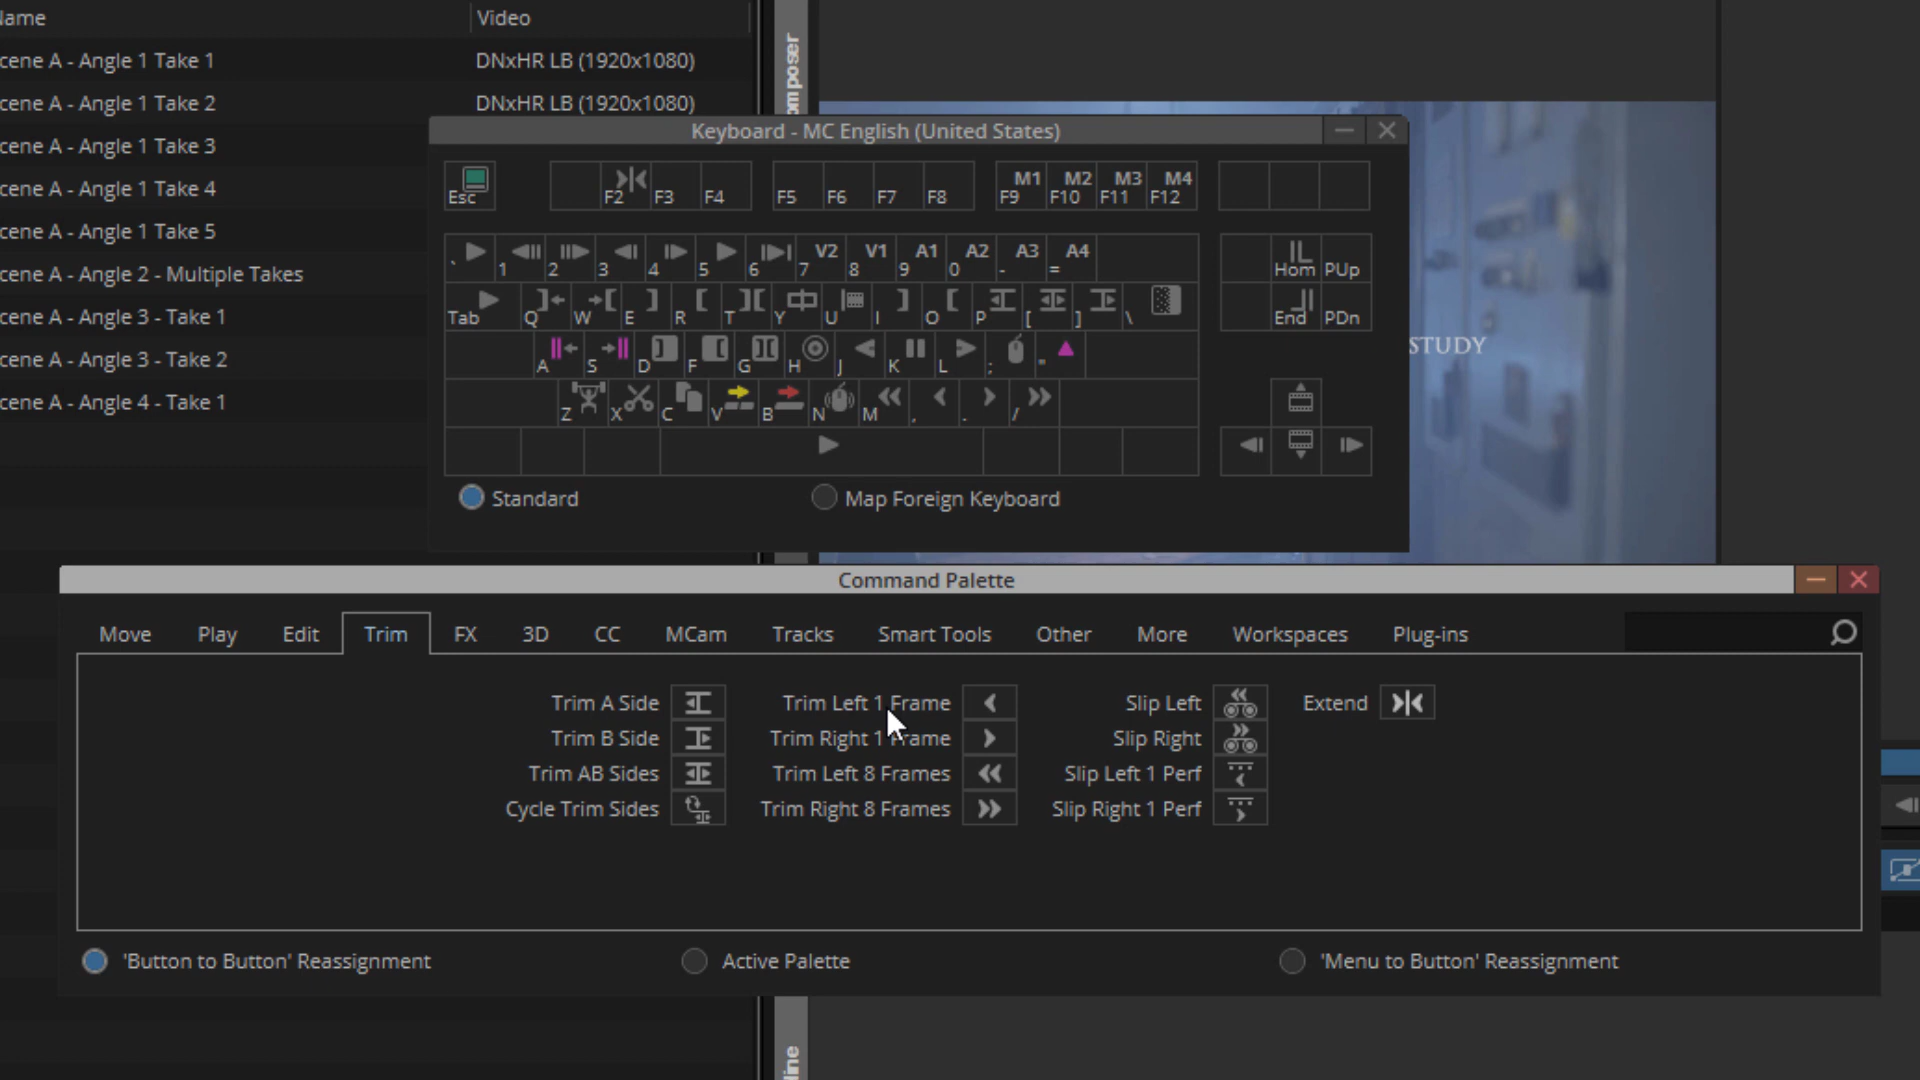 Name Video
cene A - Angle 1 Take 1 DNxHR LB (1920x1080)
cene A - Angle 1 Take 2 DNxHR LB (1920x1080)
cene A - Angle 1 Take 3
cene A - Angle 1 Take 4
cene A - Angle 1 Take 5
cene A - Angle 2 - Multiple Takes
cene A - Angle 3 - Take 1
cene A - Angle 3 - Take 2
cene A - Angle 4 - Take 1
mposer
Keyboard - MC English (United States)
M1 M2 M3 M4
Esc F2 F3 F4 F5 F6 F7 F8 F9 F10 F11 F12
V2 V1 A1 A2 A3 A4
` 1 2 3 4 5 6 7 8 9 0 - = Hom PUp
Tab Q W E R T Y U I O P [ ] \ End PDn
A S D F G H J K L ; "
Z X C V B N M , . /
Standard Map Foreign Keyboard
STUDY
Command Palette
Move Play Edit Trim FX 3D CC MCam Tracks Smart Tools Other More Workspaces Plug-ins
Trim A Side Trim Left 1 Frame Slip Left Extend
Trim B Side Trim Right 1 Frame Slip Right
Trim AB Sides Trim Left 8 Frames Slip Left 1 Perf
Cycle Trim Sides Trim Right 8 Frames Slip Right 1 Perf
'Button to Button' Reassignment Active Palette 'Menu to Button' Reassignment
line